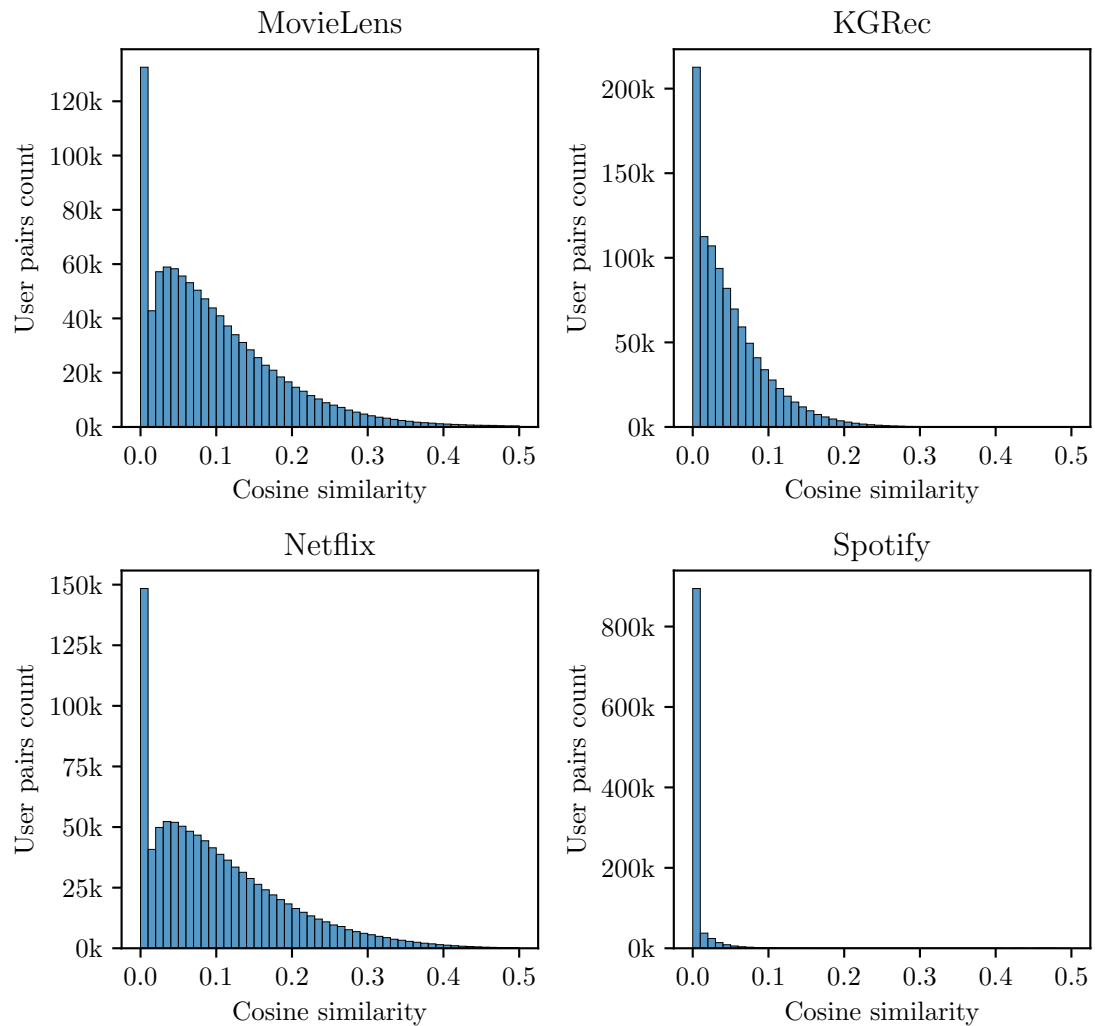 MovieLens
User pairs count
120k
100k
80k
60k
40k
20k
0k
0.0 0.1 0.2 0.3 0.4 0.5
Cosine similarity
KGRec
User pairs count
200k
150k
100k
50k
0k
0.0 0.1 0.2 0.3 0.4 0.5
Cosine similarity
Netflix
User pairs count
150k
125k
100k
75k
50k
25k
0k
0.0 0.1 0.2 0.3 0.4 0.5
Cosine similarity
Spotify
User pairs count
800k
600k
400k
200k
0k
0.0 0.1 0.2 0.3 0.4 0.5
Cosine similarity